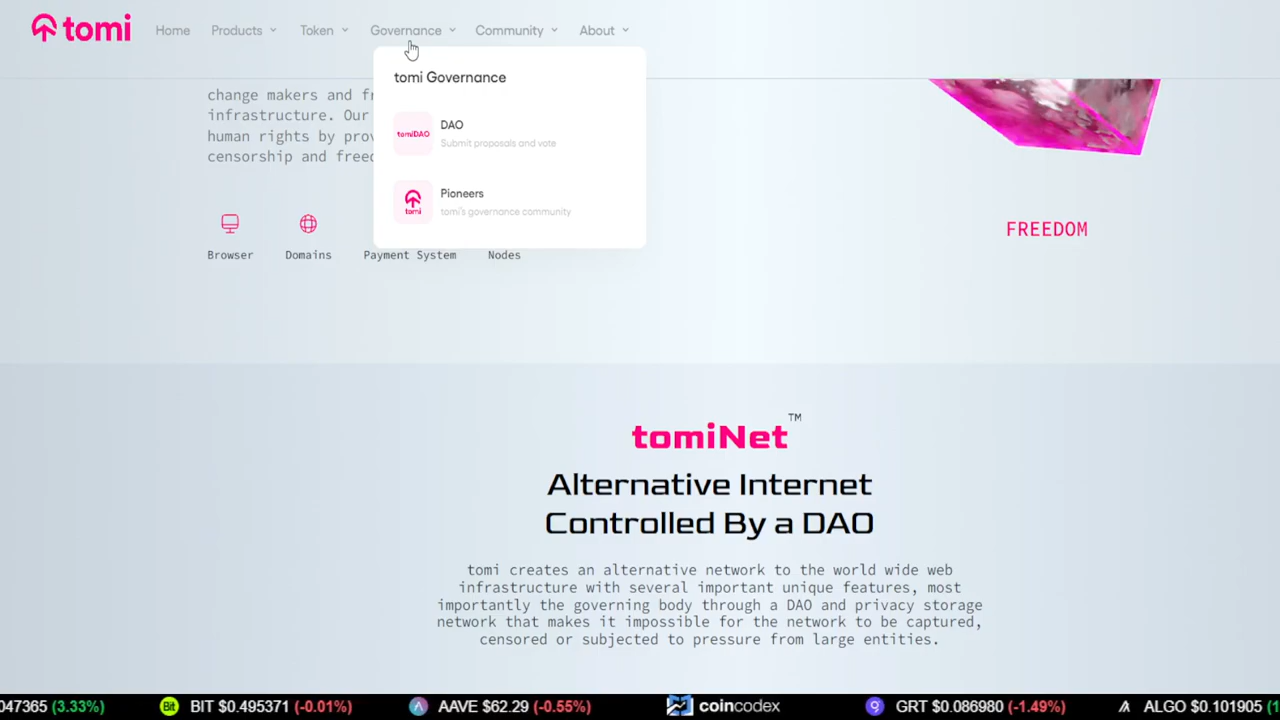 tomi
Home
Products
Token
Governance
Community
About
tomi Governance
tomiDAO
DAO
Submit proposals and vote
tomi
Pioneers
tomi's governance community
change makers and
infrastructure. Our
human rights by
censorship and
Browser
Domains
Payment System
Nodes
FREEDOM
tomiNet™
Alternative Internet
Controlled By a DAO
tomi creates an alternative network to the world wide web
infrastructure with several important unique features, most
importantly the governing body through a DAO and privacy storage
network that makes it impossible for the network to be captured,
censored or subjected to pressure from large entities.
047365 (3.33%) BIT $0.495371 (-0.01%) AAVE $62.29 (-0.55%) coincodex GRT $0.086980 (-1.49%) ALGO $0.101905